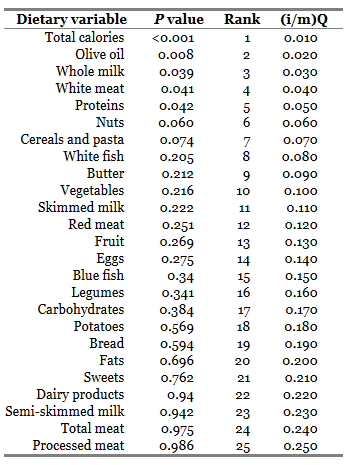 Dietary variable P value Rank (i/m)Q
Total calories <0.001 1 0.010
Olive oil 0.008 2 0.020
Whole milk 0.039 3 0.030
White meat 0.041 4 0.040
Proteins 0.042 5 0.050
Nuts 0.060 6 0.060
Cereals and pasta 0.074 7 0.070
White fish 0.205 8 0.080
Butter 0.212 9 0.090
Vegetables 0.216 10 0.100
Skimmed milk 0.222 11 0.110
Red meat 0.251 12 0.120
Fruit 0.269 13 0.130
Eggs 0.275 14 0.140
Blue fish 0.34 15 0.150
Legumes 0.341 16 0.160
Carbohydrates 0.384 17 0.170
Potatoes 0.569 18 0.180
Bread 0.594 19 0.190
Fats 0.696 20 0.200
Sweets 0.762 21 0.210
Dairy products 0.94 22 0.220
Semi-skimmed milk 0.942 23 0.230
Total meat 0.975 24 0.240
Processed meat 0.986 25 0.250